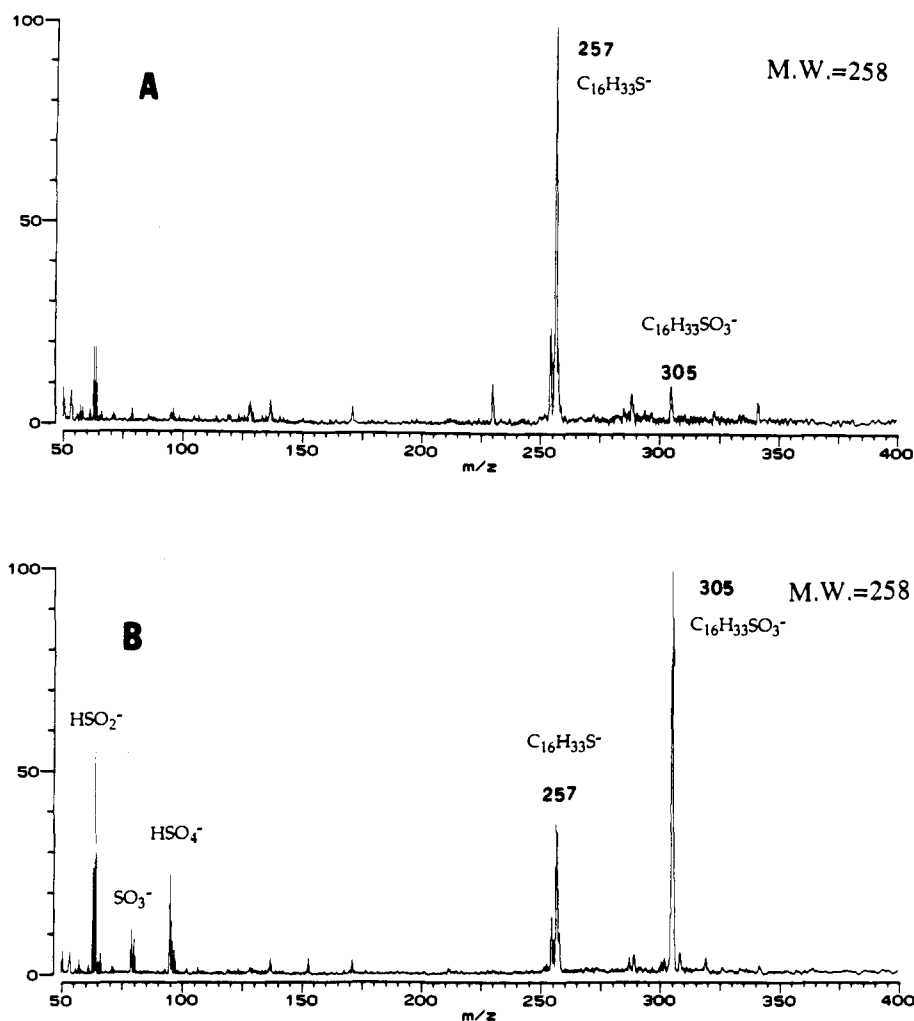 100
257
A
C₁₆H₃₃S⁻
M.W.=258
50
C₁₆H₃₃SO₃⁻
305
0
50 100 150 200 250 300 350 400
m/z
100
305
M.W.=258
C₁₆H₃₃SO₃⁻
B
HSO₂⁻
C₁₆H₃₃S⁻
50
257
HSO₄⁻
SO₃⁻
0
50 100 150 200 250 300 350 400
m/z